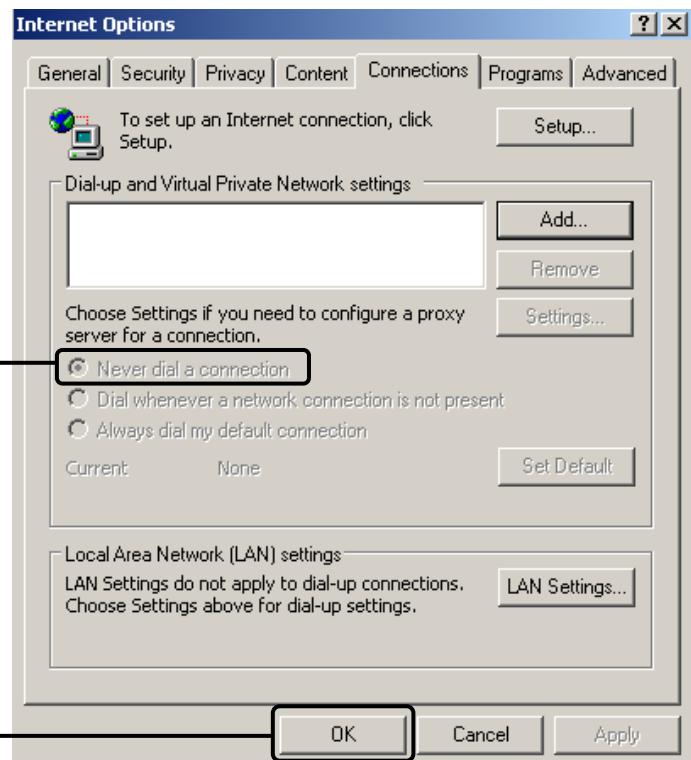 Internet Options
?
General
Security
Privacy
Content
Connections
Programs
Advanced
To set up an Internet connection, click
Setup.
Setup...
Dial-up and Virtual Private Network settings
Add...
Remove
Choose Settings if you need to configure a proxy
server for a connection.
Settings...
Never dial a connection
Dial whenever a network connection is not present
Always dial my default connection
Current
None
Set Default
Local Area Network (LAN) settings
LAN Settings do not apply to dial-up connections.
Choose Settings above for dial-up settings.
LAN Settings...
OK
Cancel
Apply